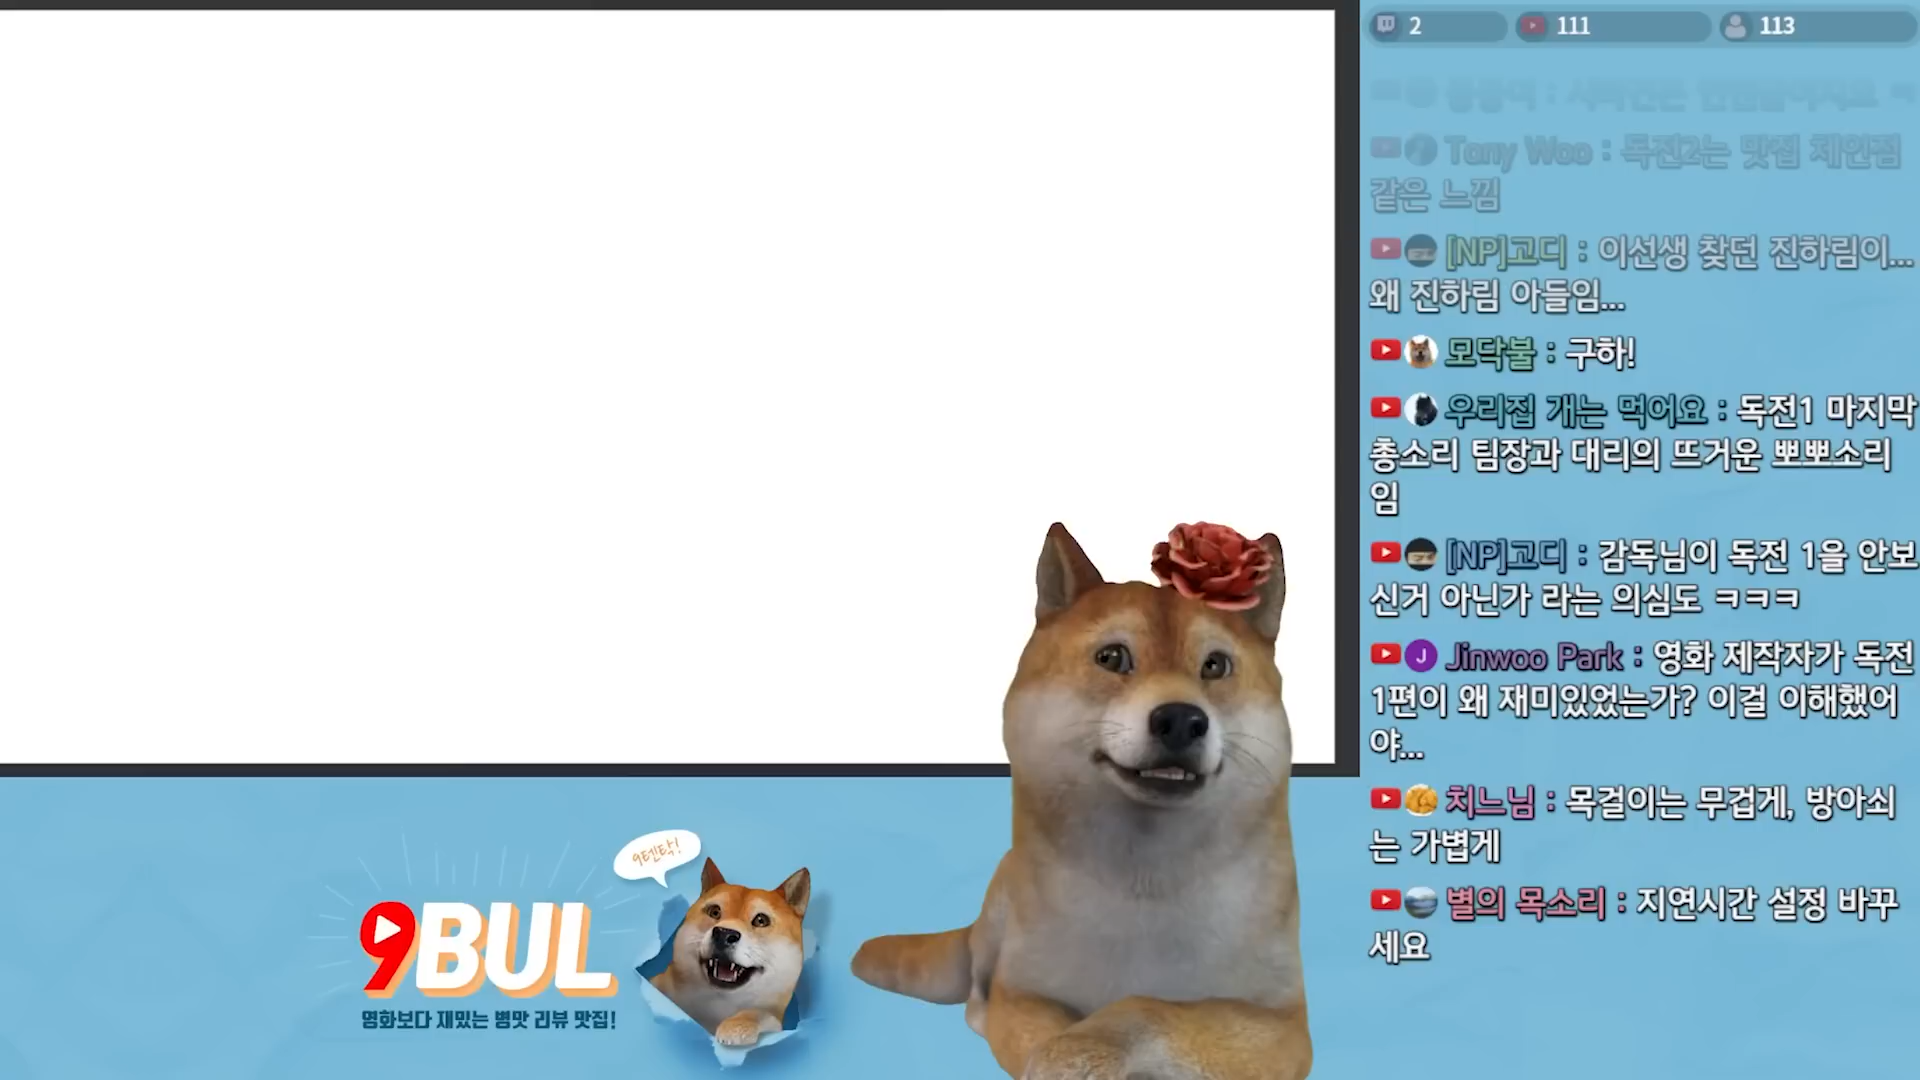 2
111
113
Tony Woo : 독전2는 맛집 체인점
같은 느낌
[NP]고디 : 이선생 찾던 진하림이...
왜 진하림 아들임...
모닥불 : 구하!
우리집 개는 먹어요 : 독전1 마지막
총소리 팀장과 대리의 뜨거운 뽀뽀소리
임
[NP]고디 : 감독님이 독전 1을 안보
신거 아닌가 라는 의심도 ㅋㅋㅋ
J Jinwoo Park : 영화 제작자가 독전
1편이 왜 재미있었는가? 이걸 이해했어
야...
치느님 : 목걸이는 무겁게, 방아쇠
는 가볍게
별의 목소리 : 지연시간 설정 바꾸
세요
9텐탁!
9BUL
영화보다 재밌는 병맛 리뷰 맛집!